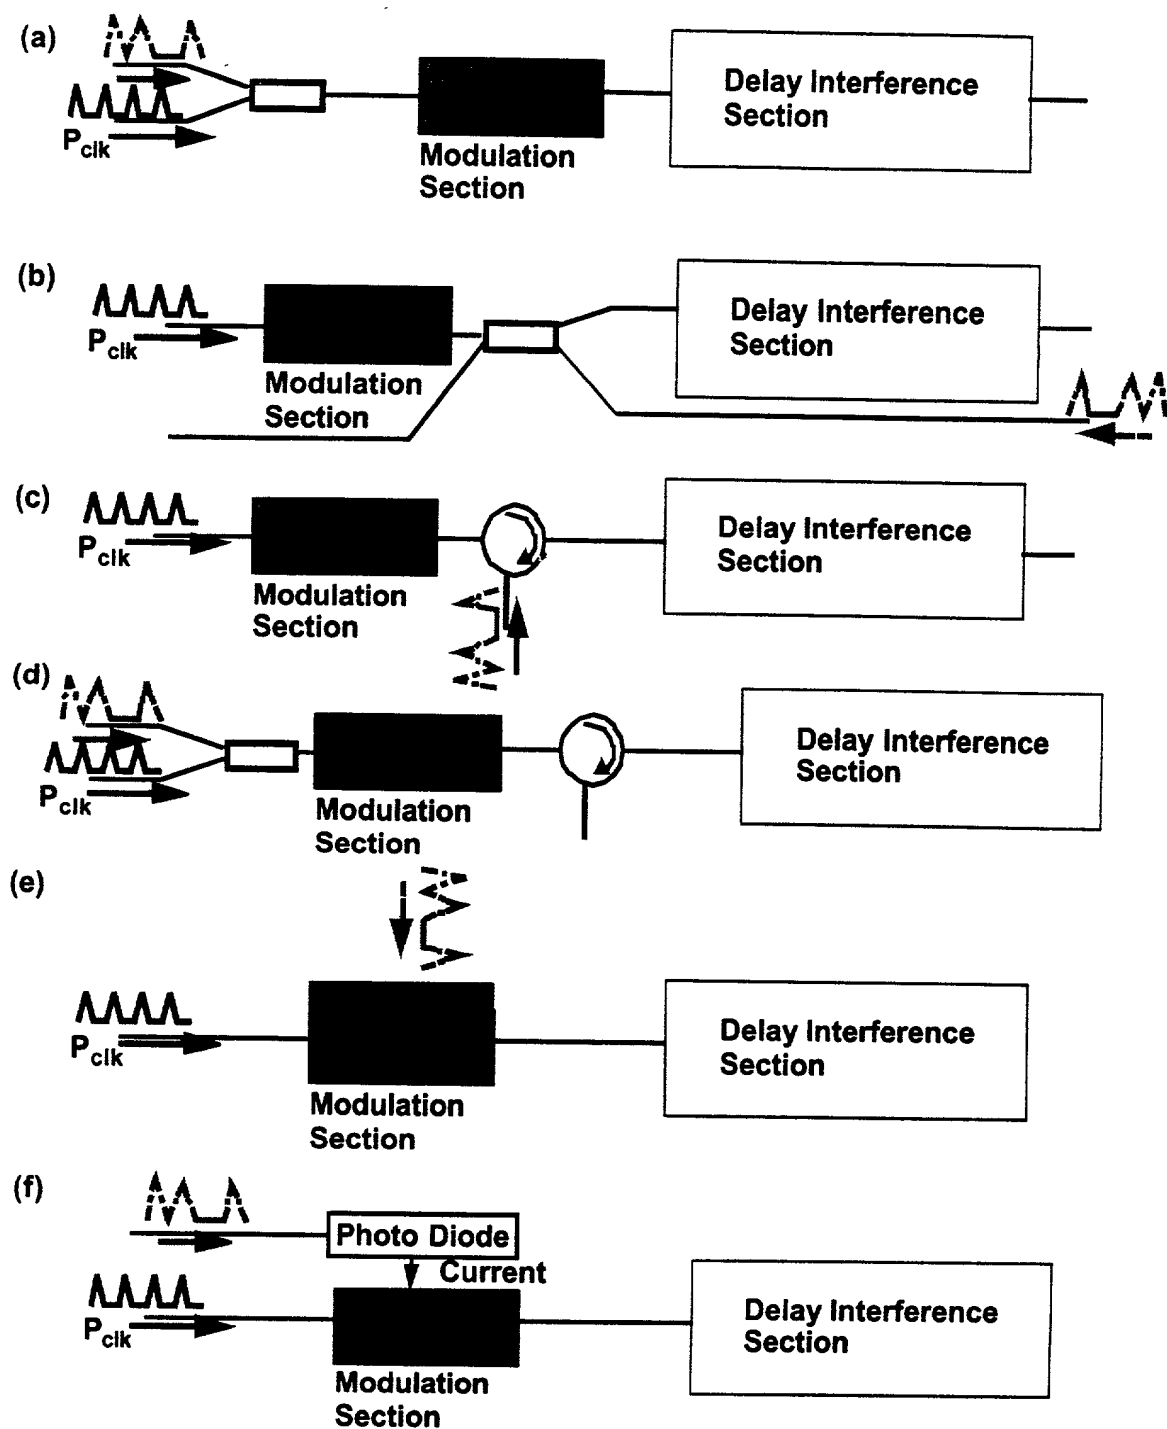 (a)
Delay Interference
Section
Pclk
Modulation
Section
(b)
Delay Interference
Section
Pclk
Modulation
Section
(c)
Delay Interference
Section
Pclk
Modulation
Section
(d)
Delay Interference
Section
Pclk
Modulation
Section
(e)
Delay Interference
Section
Pclk
Modulation
Section
(f)
Photo Diode
Current
Delay Interference
Section
Pclk
Modulation
Section